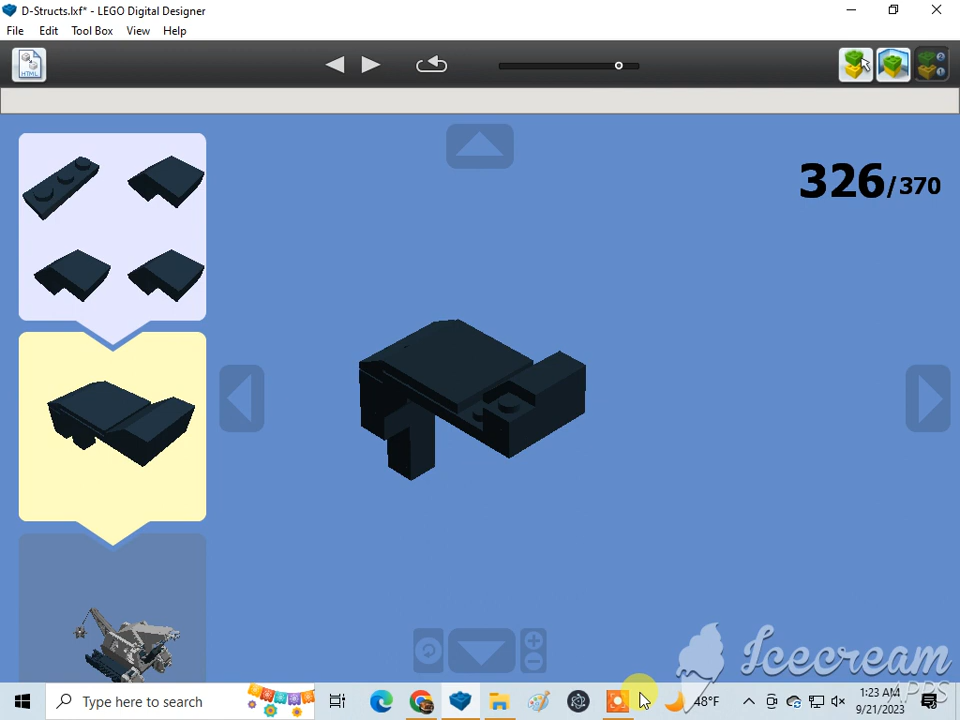 D-Structs.lxf* - LEGO Digital Designer
File Edit Tool Box View Help
HTML
326/370
Icecream
APPS
Type here to search
48°F
1:23 AM
9/21/2023